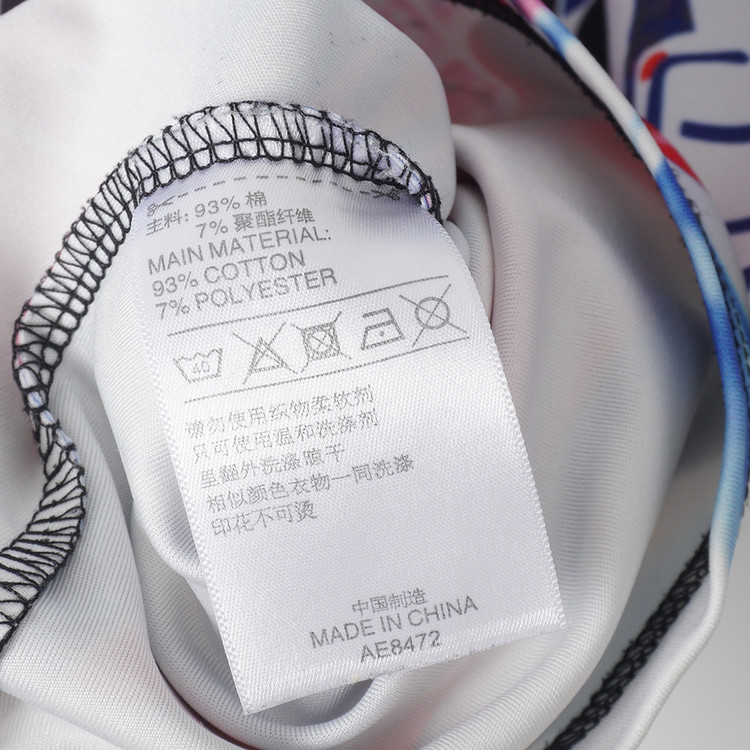 主料: 93% 棉
7% 聚酯纤维
MAIN MATERIAL:
93% COTTON
7% POLYESTER
40
请勿使用织物柔软剂
只可使用温和洗涤剂
里翻外洗涤晾干
相似颜色衣物一同洗涤
印花不可烫
中国制造
MADE IN CHINA
AE8472